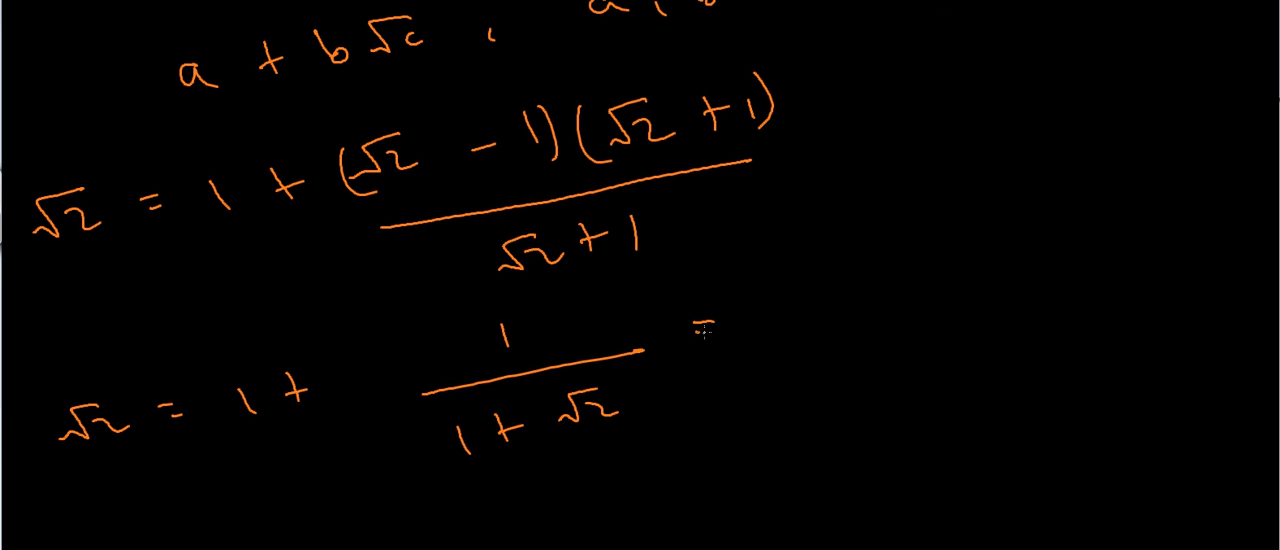 a + b√c , a , b
√2 = 1 + (√2 - 1)(√2 + 1)
√2 + 1
√2 = 1 + 1 =
1 + √2